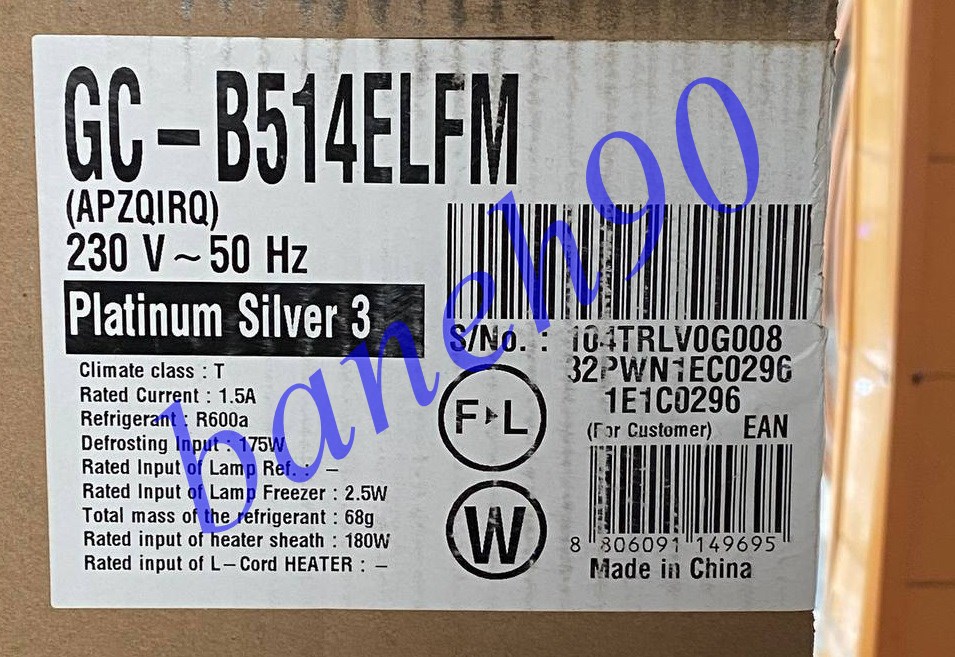 GC-B514ELFM
(APZQIRQ)
230 V ~ 50 Hz
Platinum Silver 3
Climate class : T
Rated Current : 1.5A
Refrigerant : R600a
Defrosting Input : 175W
Rated Input of Lamp Ref. : -
Rated Input of Lamp Freezer : 2.5W
Total mass of the refrigerant : 68g
Rated input of heater sheath : 180W
Rated input of L-Cord HEATER : -
S/No. : 104TRLV0G008
32PWN1EC0296
1E1C0296
(For Customer) EAN
F▸L
W
8 806091 149695
Made in China
baneh90